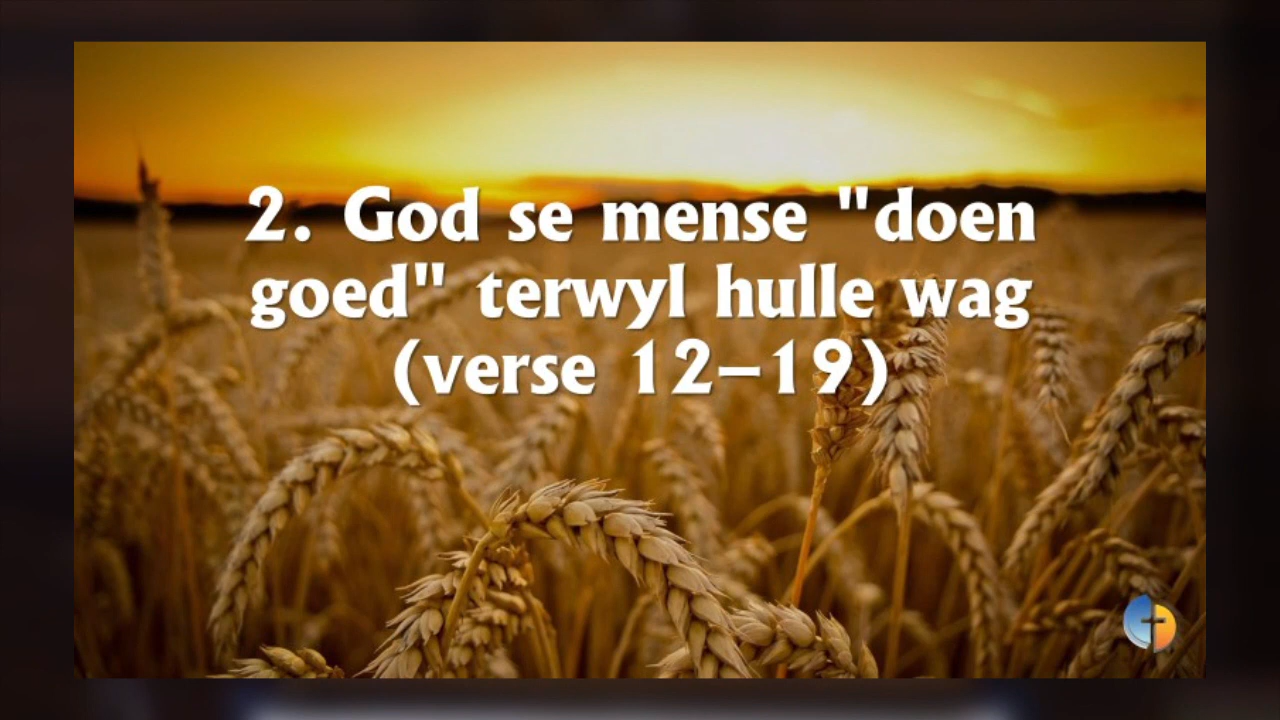 2. God se mense "doen
goed" terwyl hulle wag
(verse 12–19)